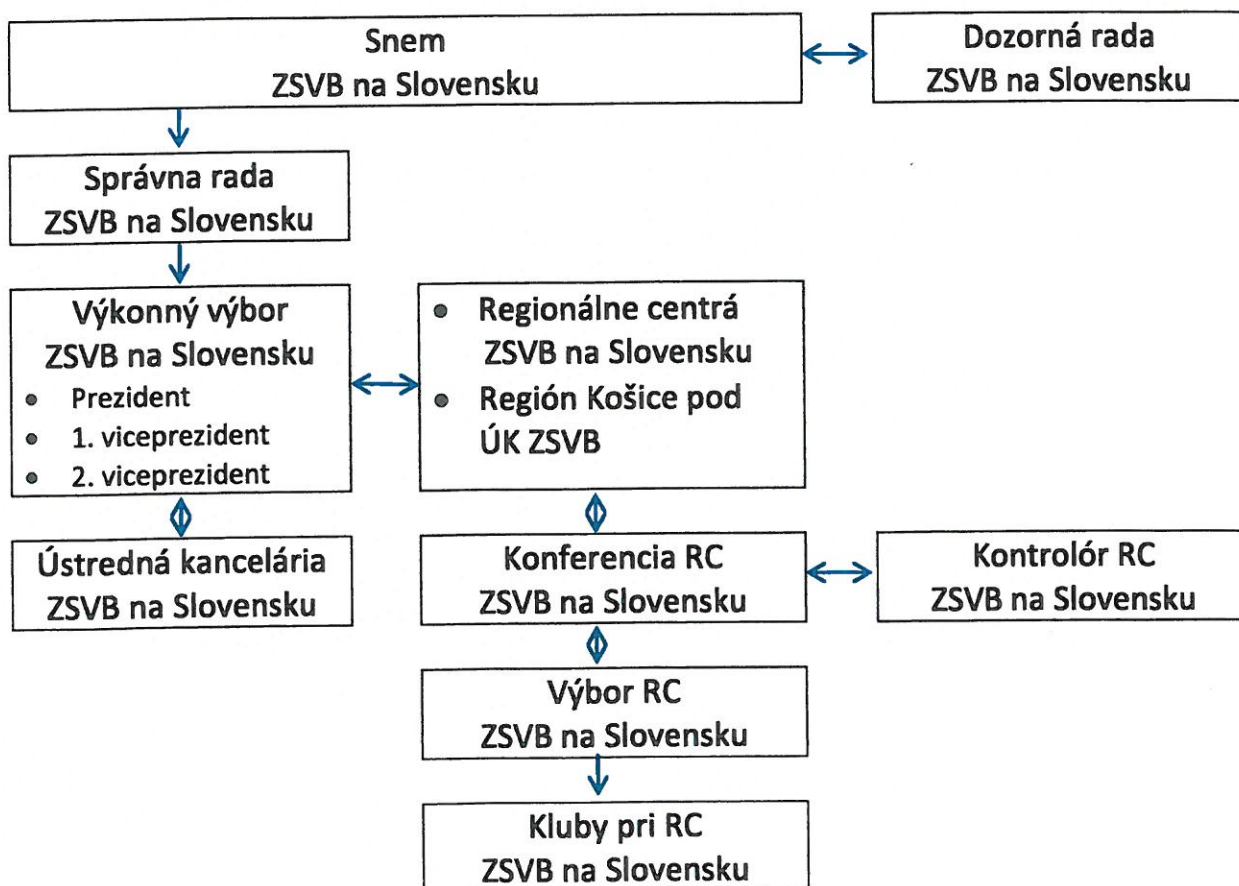 Snem
ZSVB na Slovensku
Dozorná rada
ZSVB na Slovensku
Správna rada
ZSVB na Slovensku
Výkonný výbor
ZSVB na Slovensku
• Prezident
• 1. viceprezident
• 2. viceprezident
• Regionálne centrá
ZSVB na Slovensku
• Región Košice pod
ÚK ZSVB
Ústredná kancelária
ZSVB na Slovensku
Konferencia RC
ZSVB na Slovensku
Kontrolór RC
ZSVB na Slovensku
Výbor RC
ZSVB na Slovensku
Kluby pri RC
ZSVB na Slovensku